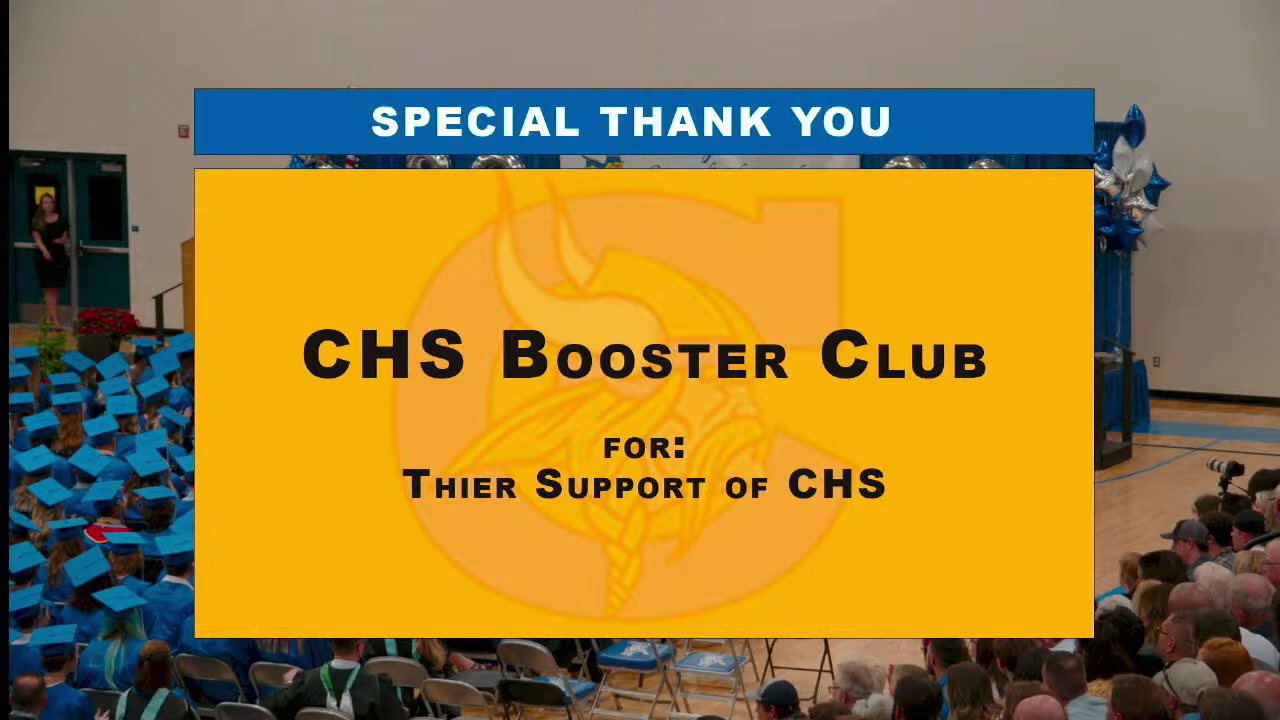 SPECIAL THANK YOU
CHS BOOSTER CLUB
FOR:
THIER SUPPORT OF CHS